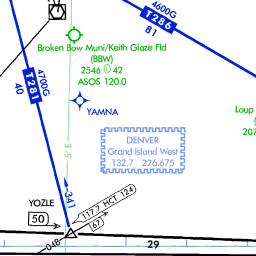 4600G
T286
81
Broken Bow Muni/Keith Glaze Fld
(BBW)
2546 Ⓛ 42
ASOS 120.0
4700G
T281
40
YAMNA
Loup
207
DENVER
Grand Island West
132.7 226.675
5° E
341
117.7 HCT 124
YOZLE
50
67
048
29